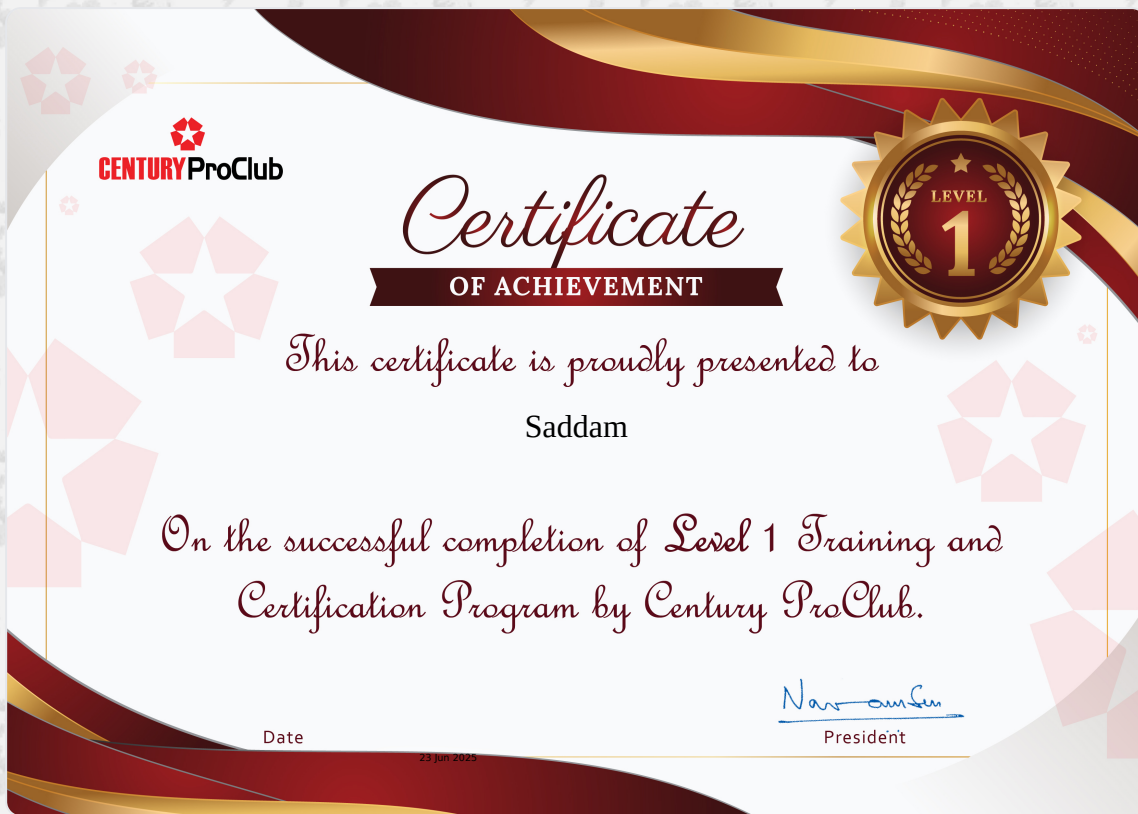 CENTURY ProClub
LEVEL
1
Certificate
OF ACHIEVEMENT
This certificate is proudly presented to
Saddam
On the successful completion of Level 1 Training and
Certification Program by Century ProClub.
Date
President
23 Jun 2025